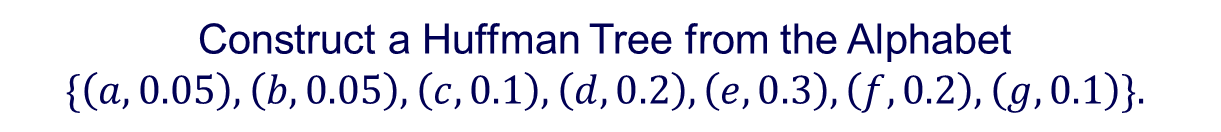 Construct a Huffman Tree from the Alphabet
{(a, 0.05), (b, 0.05), (c, 0.1), (d, 0.2), (e, 0.3), (f, 0.2), (g, 0.1)}.